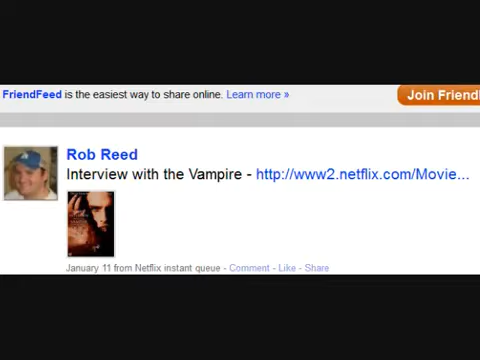 FriendFeed is the easiest way to share online. Learn more »
Join Friend
Rob Reed
Interview with the Vampire - http://www2.netflix.com/Movie...
January 11 from Netflix instant queue - Comment - Like - Share